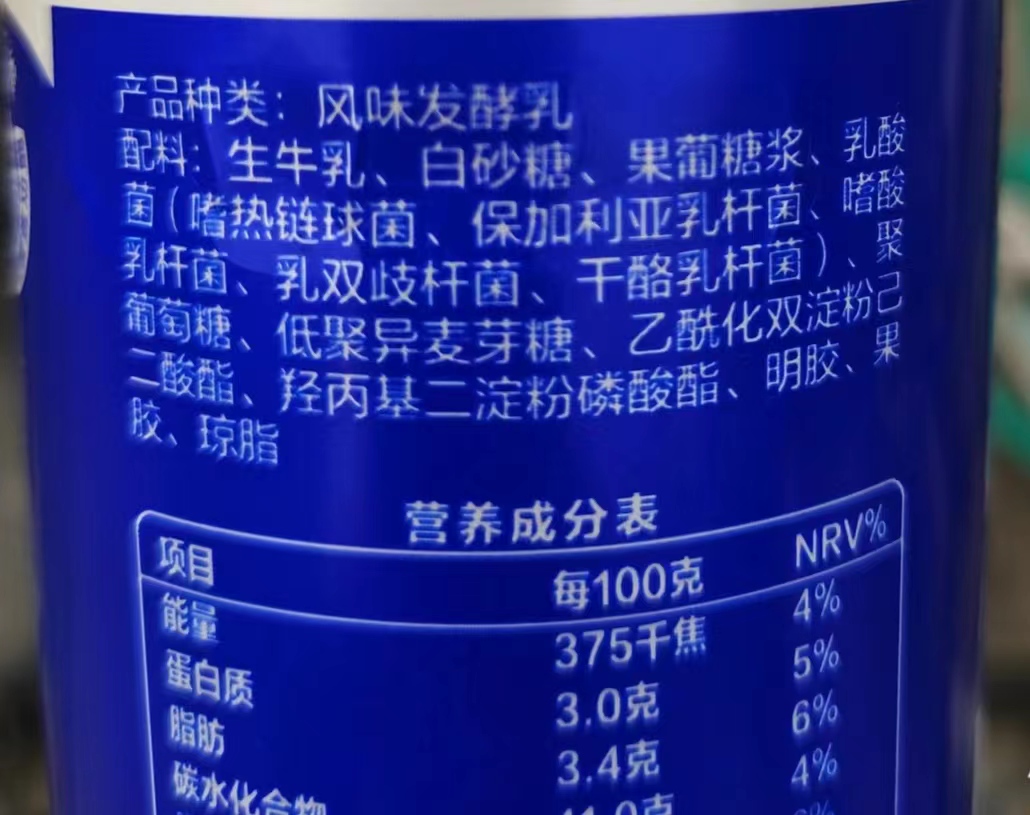 产品种类：风味发酵乳
配料：生牛乳、白砂糖、果葡糖浆、乳酸
菌（嗜热链球菌、保加利亚乳杆菌、嗜酸
乳杆菌、乳双歧杆菌、干酪乳杆菌）、聚
葡萄糖、低聚异麦芽糖、乙酰化双淀粉己
二酸酯、羟丙基二淀粉磷酸酯、明胶、果
胶、琼脂
营养成分表
项目 每100克 NRV%
能量 375千焦 4%
蛋白质 3.0克 5%
脂肪 3.4克 6%
碳水化合物 4%